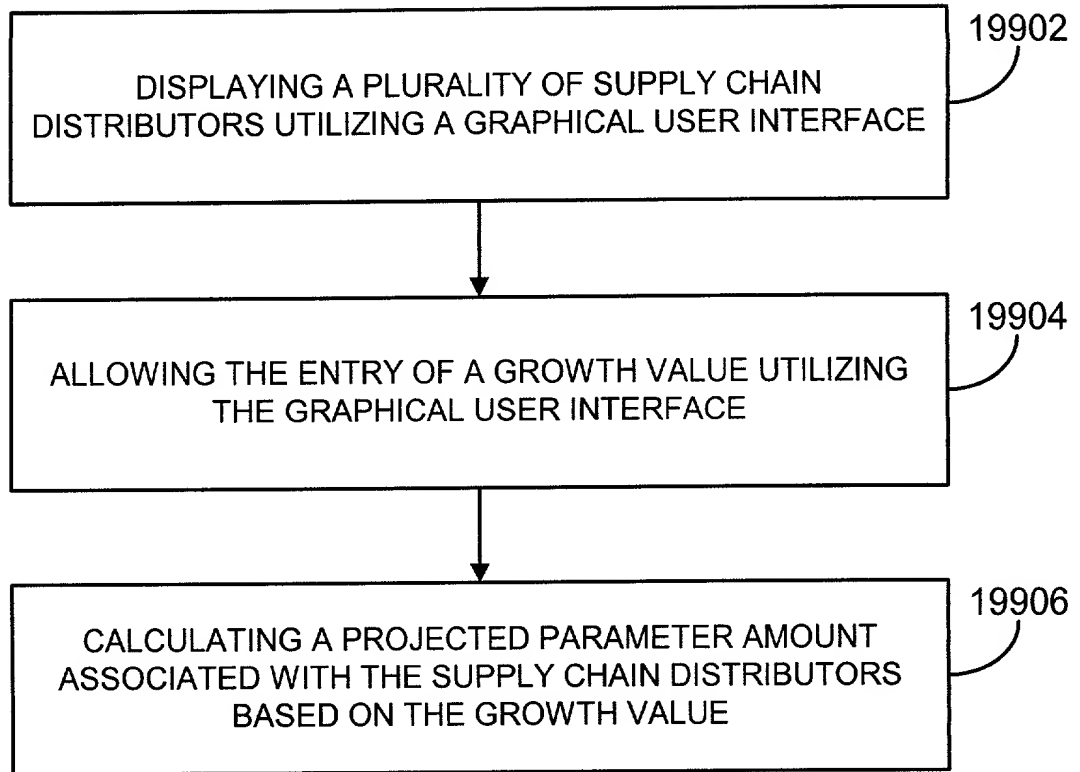 19902
DISPLAYING A PLURALITY OF SUPPLY CHAIN
DISTRIBUTORS UTILIZING A GRAPHICAL USER INTERFACE
19904
ALLOWING THE ENTRY OF A GROWTH VALUE UTILIZING
THE GRAPHICAL USER INTERFACE
19906
CALCULATING A PROJECTED PARAMETER AMOUNT
ASSOCIATED WITH THE SUPPLY CHAIN DISTRIBUTORS
BASED ON THE GROWTH VALUE